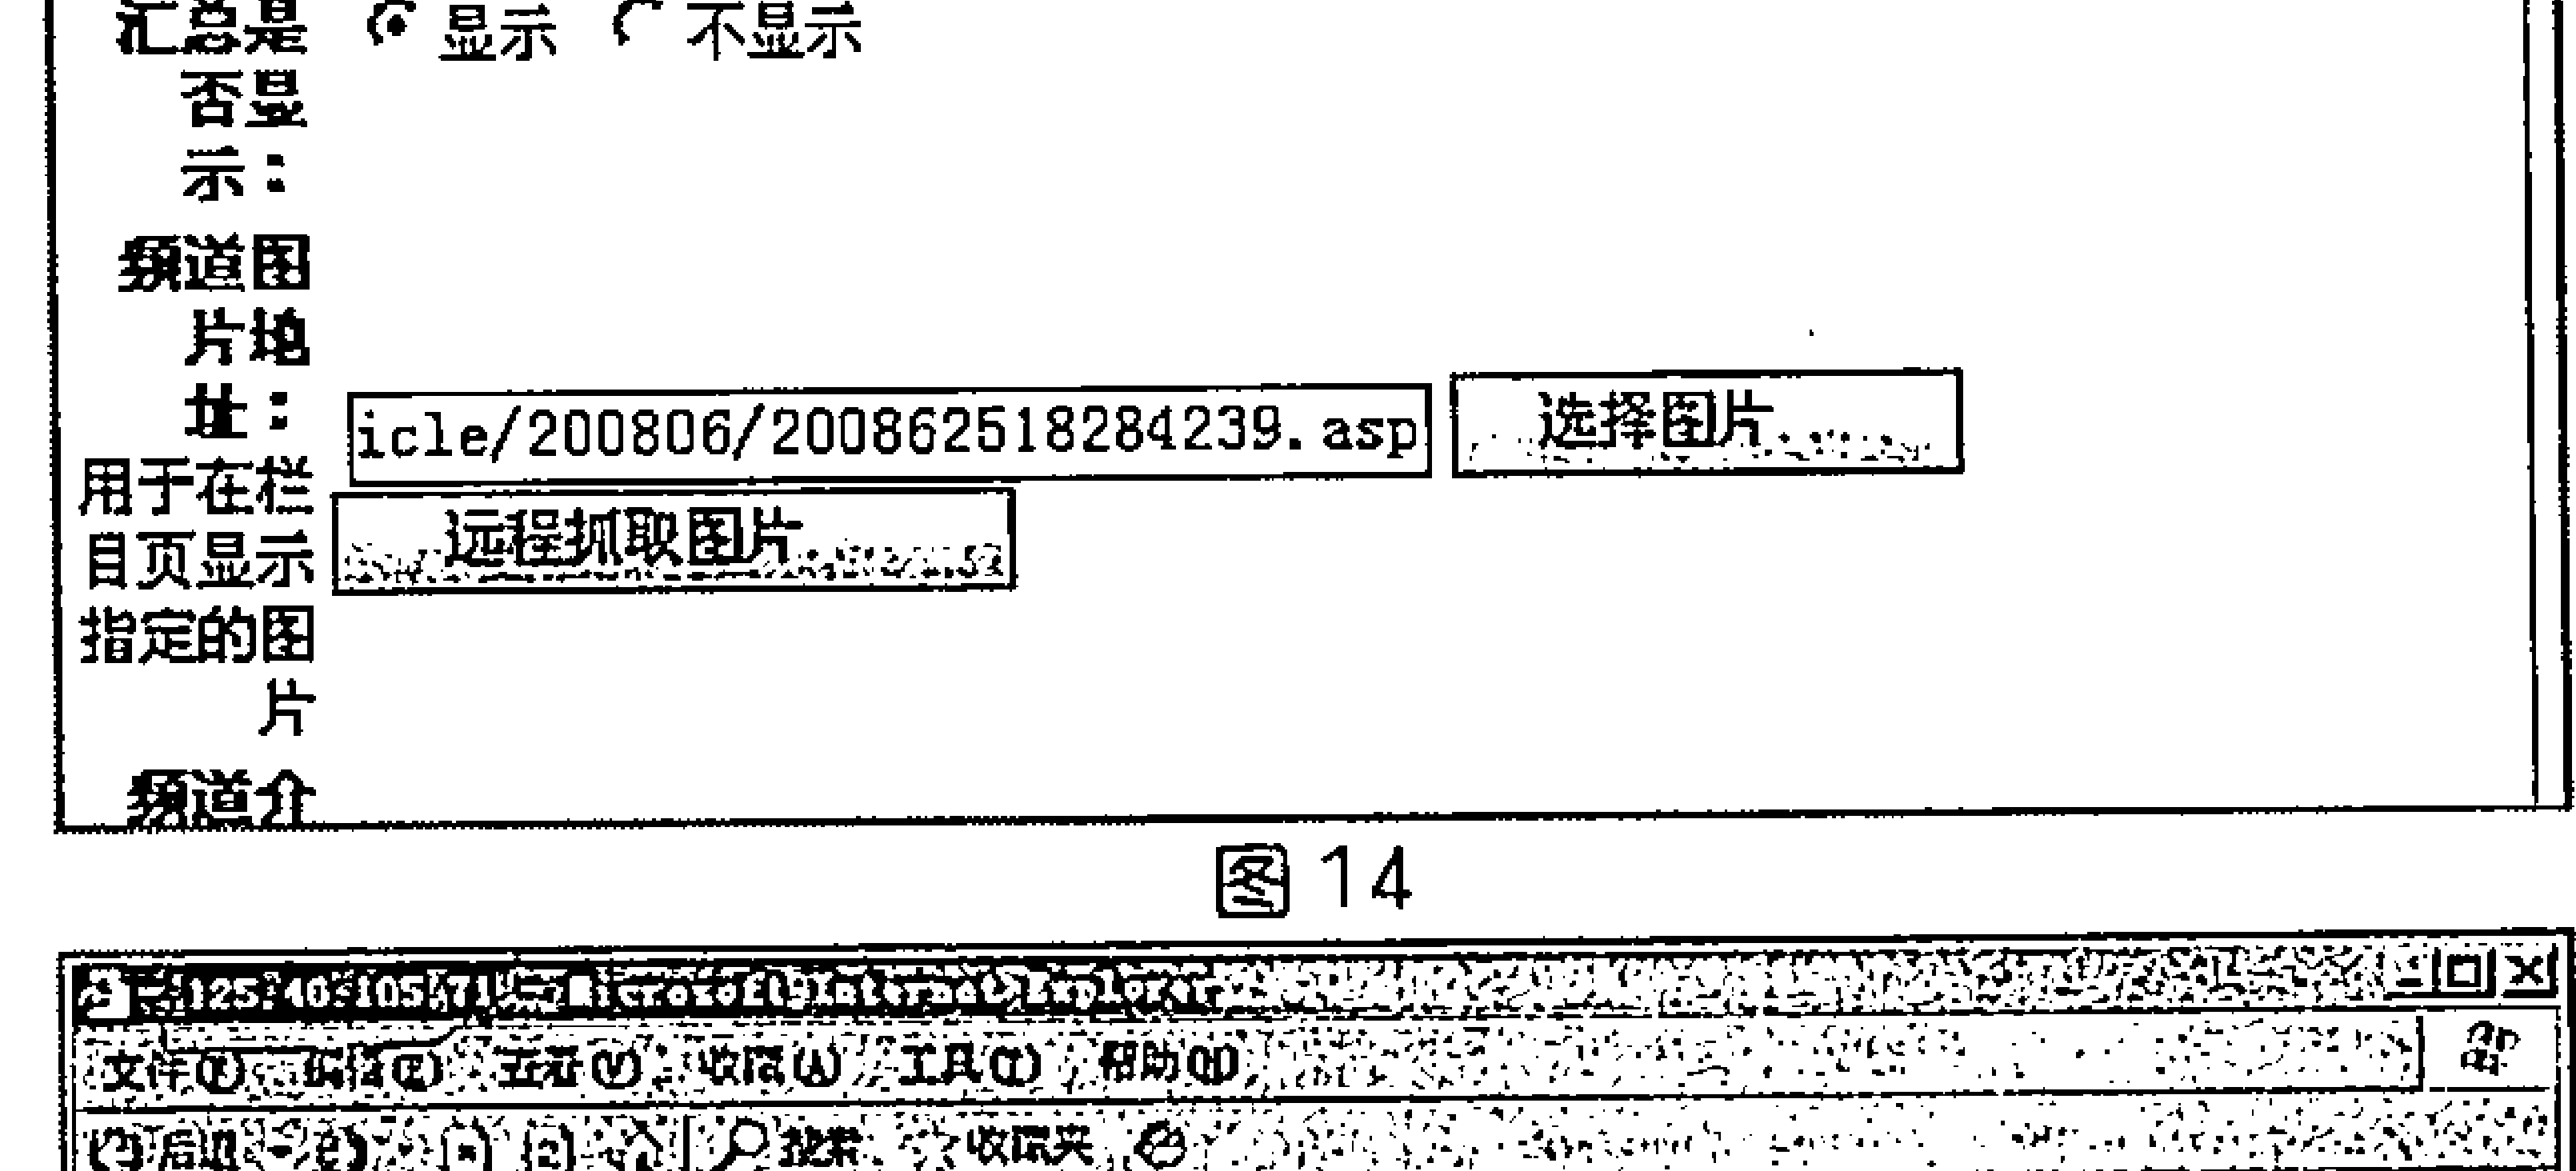 汇总是 显示 不显示
否显
示：
频道图
片地
址： icle/200806/200862518284239.asp 选择图片
用于在栏 远程抓取图片
目页显示
指定的图
片
频道介
图 14
125.40.105.71 - Microsoft Internet Explorer
文件(F) 编辑(E) 查看(V) 收藏(A) 工具(T) 帮助(H)
后退 搜索 收藏夹